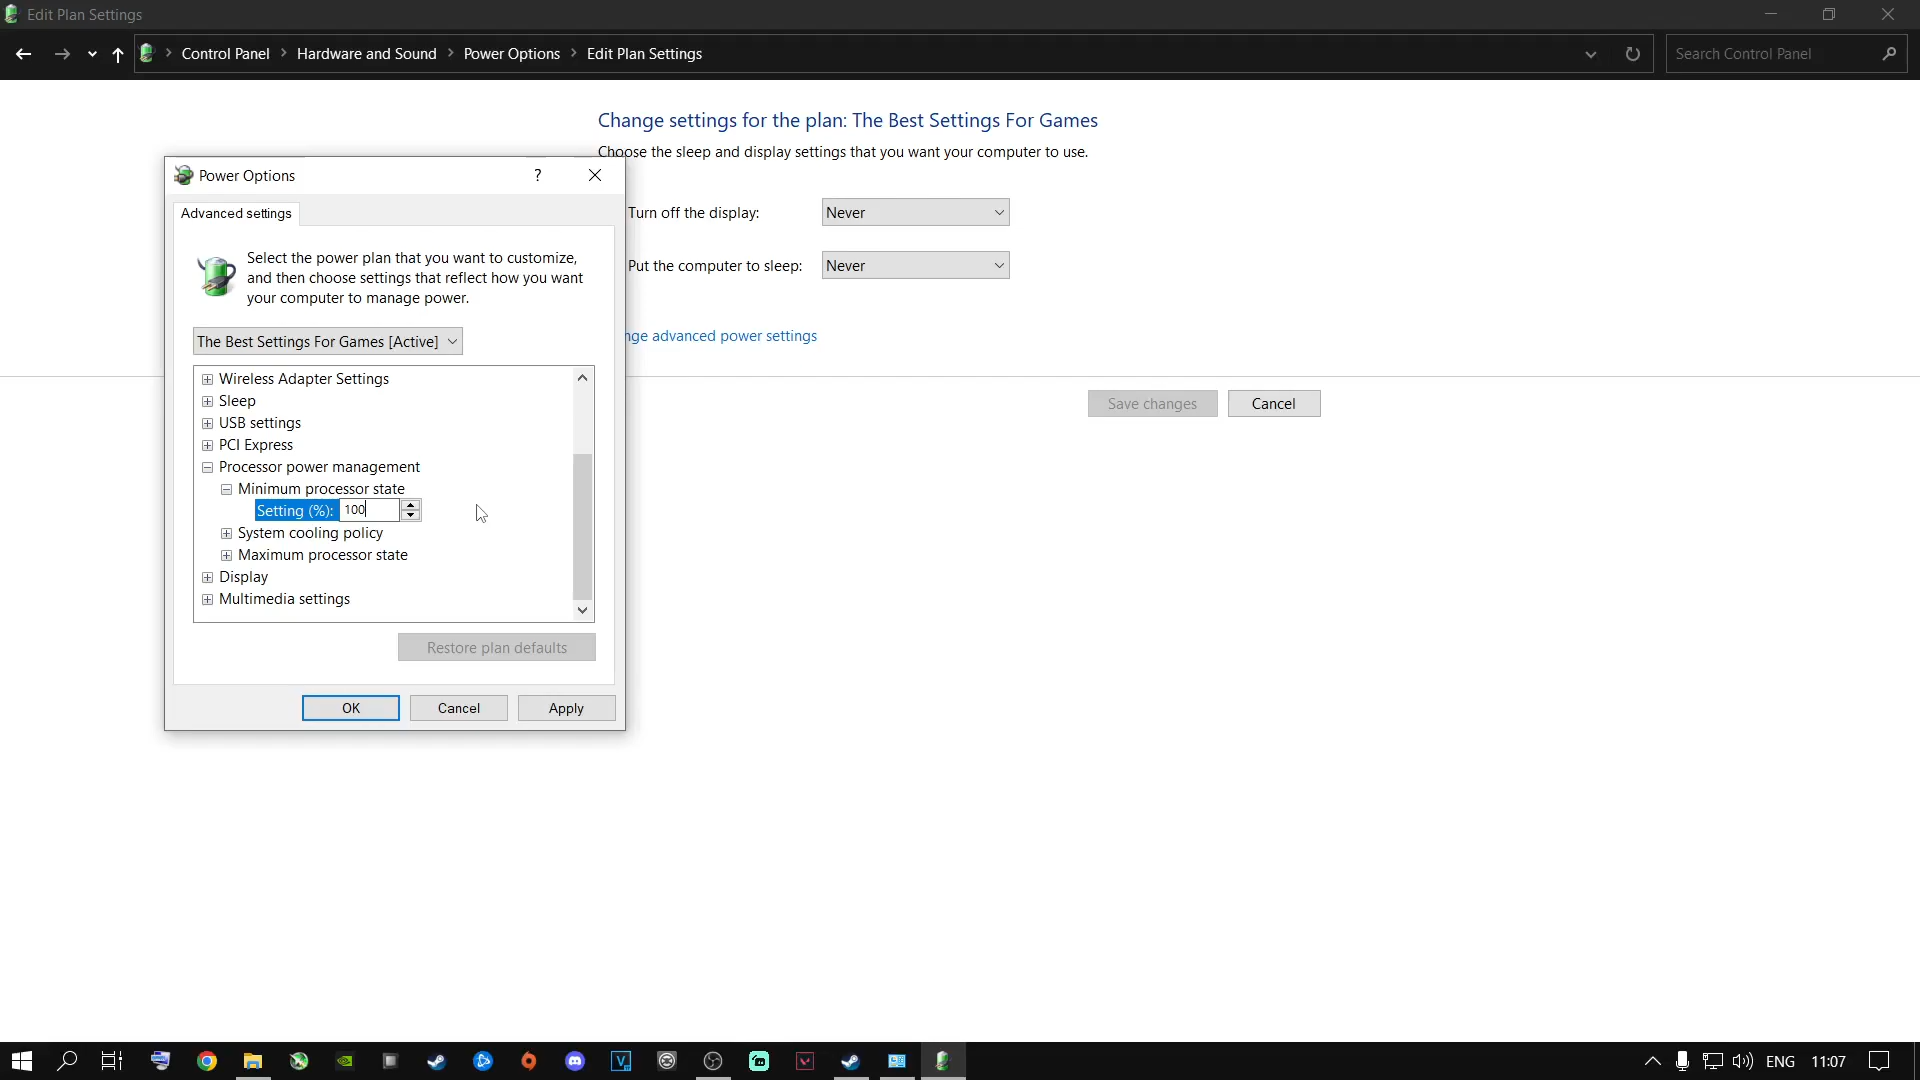 Edit Plan Settings
Control Panel
Hardware and Sound
Power Options
Edit Plan Settings
Search Control Panel
Change settings for the plan: The Best Settings For Games
Choose the sleep and display settings that you want your computer to use.
Turn off the display:
Never
Put the computer to sleep:
Never
nge advanced power settings
Save changes
Cancel
Power Options
?
Advanced settings
Select the power plan that you want to customize,
and then choose settings that reflect how you want
your computer to manage power.
The Best Settings For Games [Active]
Wireless Adapter Settings
Sleep
USB settings
PCI Express
Processor power management
Minimum processor state
Setting (%): 100
System cooling policy
Maximum processor state
Display
Multimedia settings
Restore plan defaults
OK
Cancel
Apply
ENG
11:07